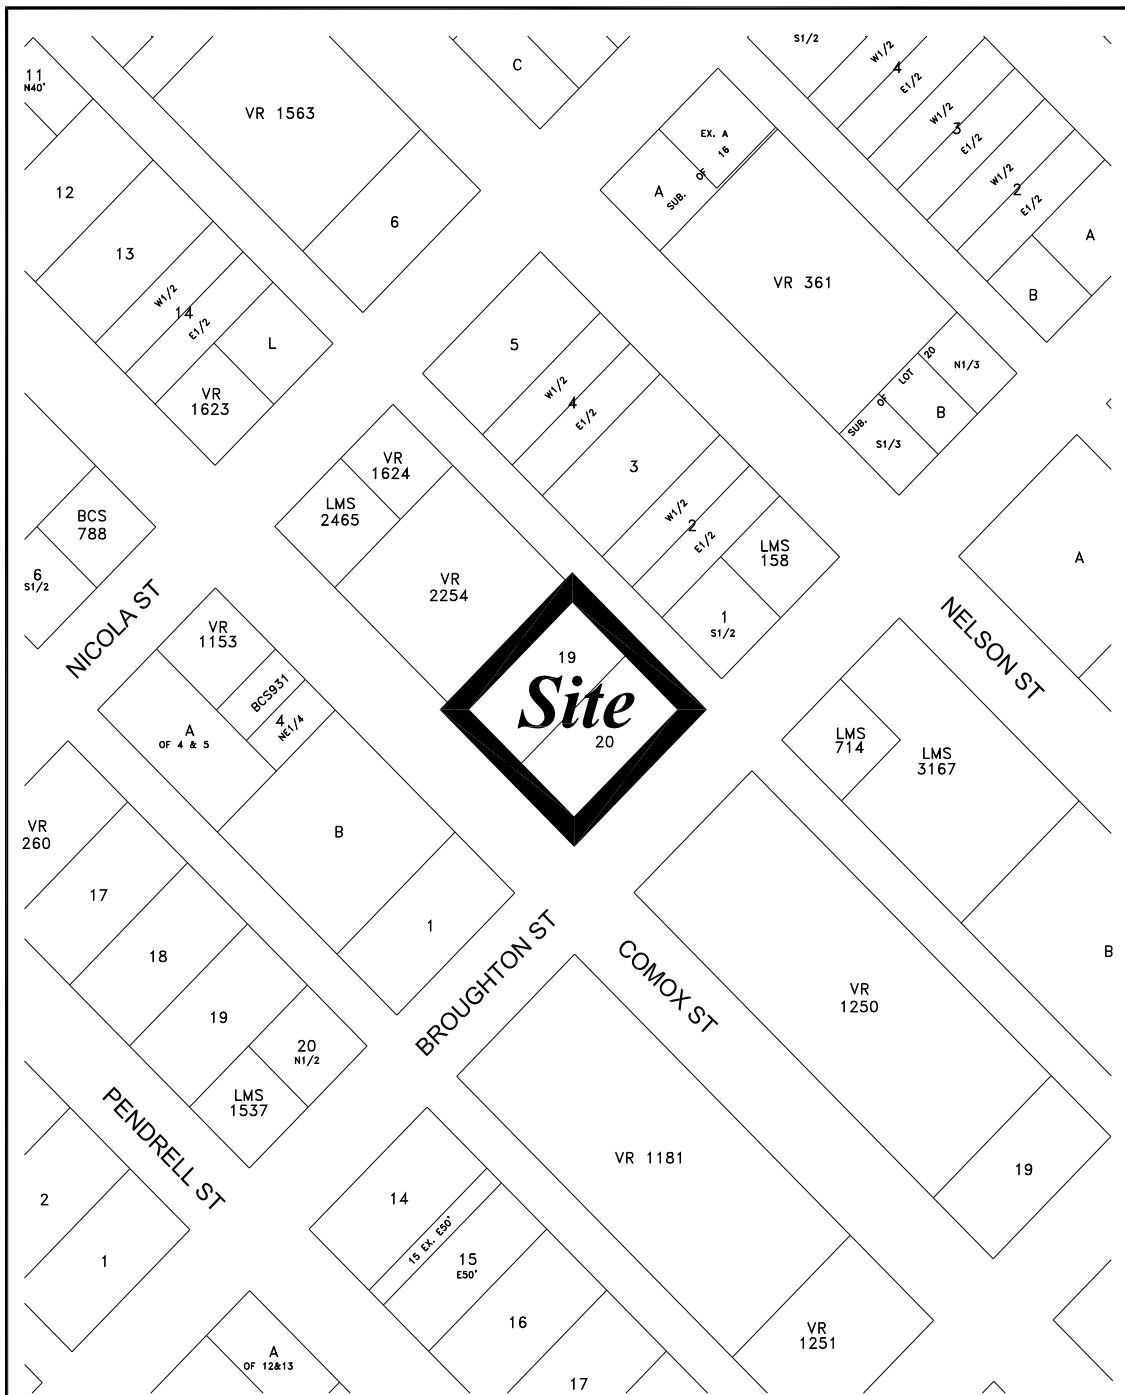 S1/2
W1/2
4
E1/2
C
11
N40'
VR 1563
EX. A
16
SUB. OF
A
W1/2
3
E1/2
12
6
W1/2
2
E1/2
A
13
VR 361
B
W1/2
14
E1/2
L
5
SUB. OF LOT 20
N1/3
B
S1/3
VR
1623
W1/2
4
E1/2
VR
1624
LMS
2465
3
BCS
788
W1/2
2
E1/2
LMS
158
A
6
S1/2
VR
2254
1
S1/2
NICOLA ST
VR
1153
NELSON ST
19
Site
20
BCS931
4
NE1/4
A
OF 4 & 5
LMS
714
LMS
3167
VR
260
B
17
1
18
BROUGHTON ST
COMOX ST
B
VR
1250
19
20
N1/2
LMS
1537
PENDRELL ST
VR 1181
19
2
14
1
15 EX. E50'
15
E50'
16
VR
1251
A
OF 12&13
17